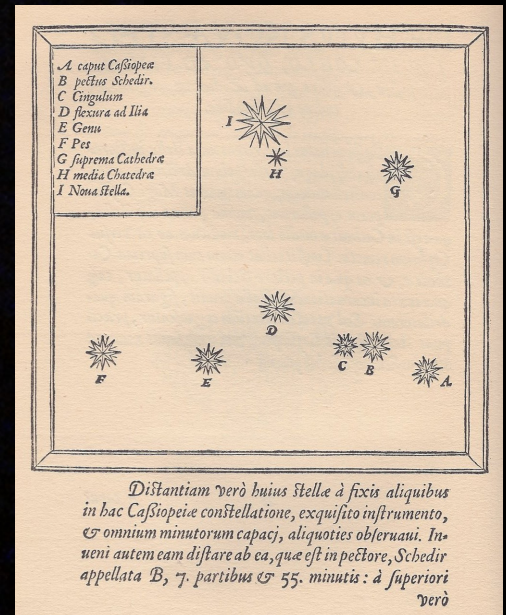 A caput Caßiopeæ
B pectus Schedir.
C Cingulum
D flexura ad Ilia
E Genu
F Pes
G suprema Cathedræ
H media Chatedræ
I Noua stella.
I
H
G
D
C
B
A
E
F
Distantiam verò huius stellæ à fixis aliquibus
in hac Caßiopeiæ constellatione, exquisito instrumento,
& omnium minutorum capacj, aliquoties obseruaui. In-
ueni autem eam distare ab ea, quæ est in pectore, Schedir
appellata B, 7. partibus & 55. minutis : à superiori
verò